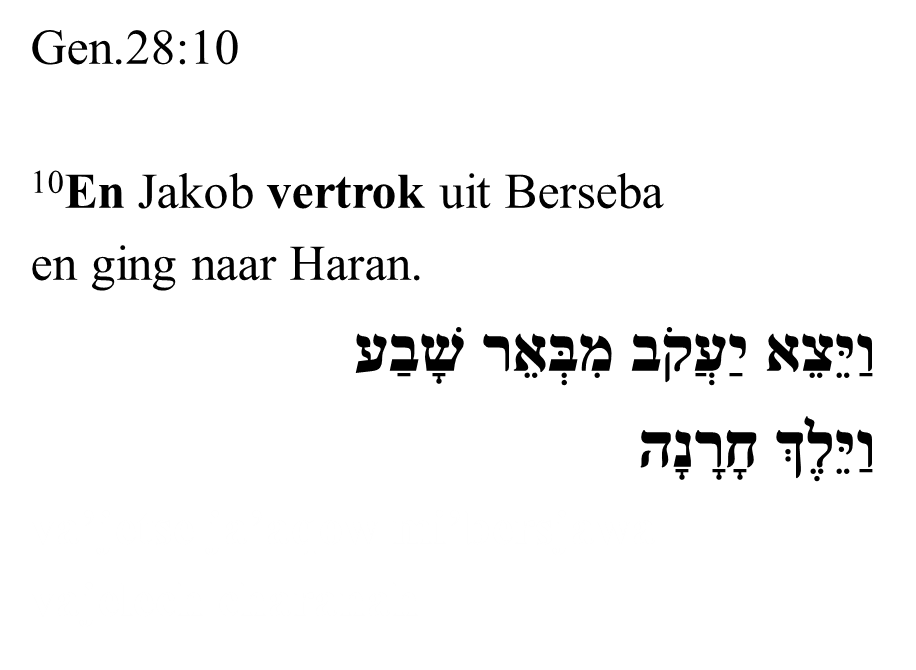 Gen.28:10
¹⁰En Jakob vertrok uit Berseba
en ging naar Haran.
וַיֵּצֵא יַעֲקֹב מִבְּאֵר שָׁבַע
וַיֵּלֶךְ חָרָנָה